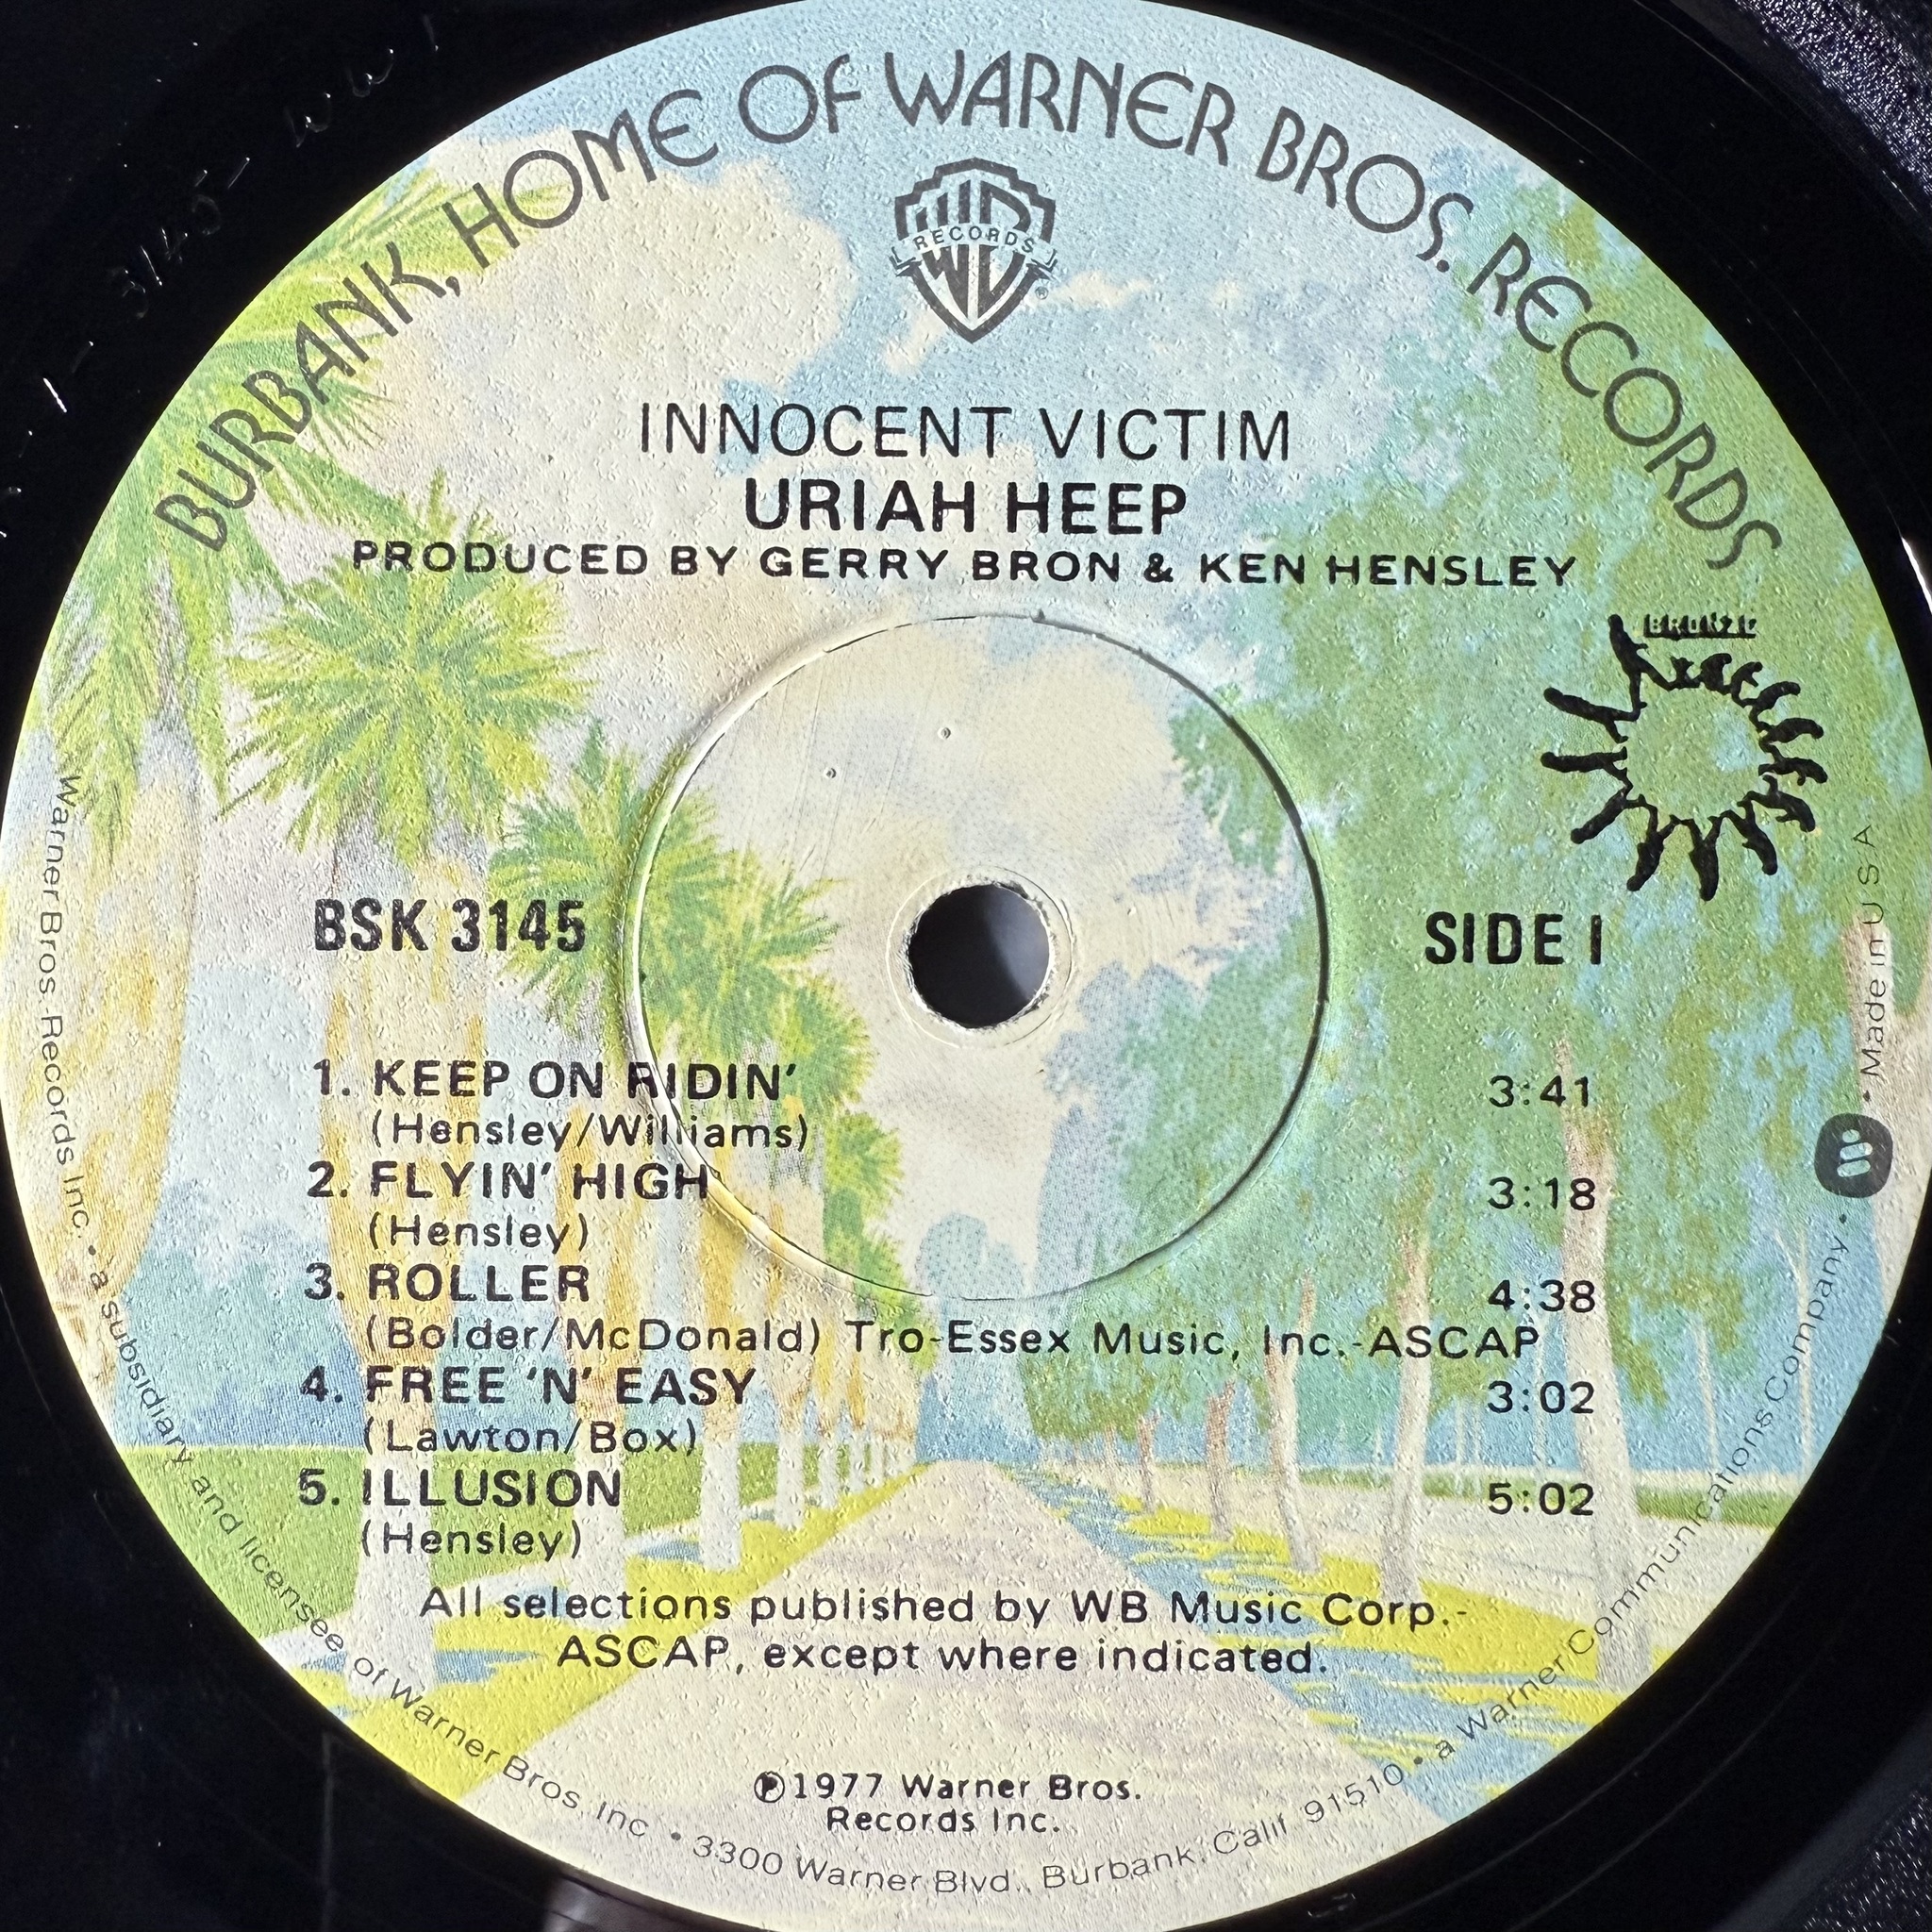 BURBANK, HOME OF WARNER BROS. RECORDS
RECORDS
INNOCENT VICTIM
URIAH HEEP
PRODUCED BY GERRY BRON & KEN HENSLEY
BRONZE
BSK 3145
SIDE I
1. KEEP ON RIDIN' 3:41
(Hensley/Williams)
2. FLYIN' HIGH 3:18
(Hensley)
3. ROLLER 4:38
(Bolder/McDonald) Tro-Essex Music, Inc.-ASCAP
4. FREE 'N' EASY 3:02
(Lawton/Box)
5. ILLUSION 5:02
(Hensley)
All selections published by WB Music Corp.-
ASCAP, except where indicated.
℗1977 Warner Bros.
Records Inc.
Warner Bros. Records Inc. • a subsidiary and licensee of Warner Bros. Inc. • 3300 Warner Blvd., Burbank, Calif. 91510 • a Warner Communications Company • Made in U S A